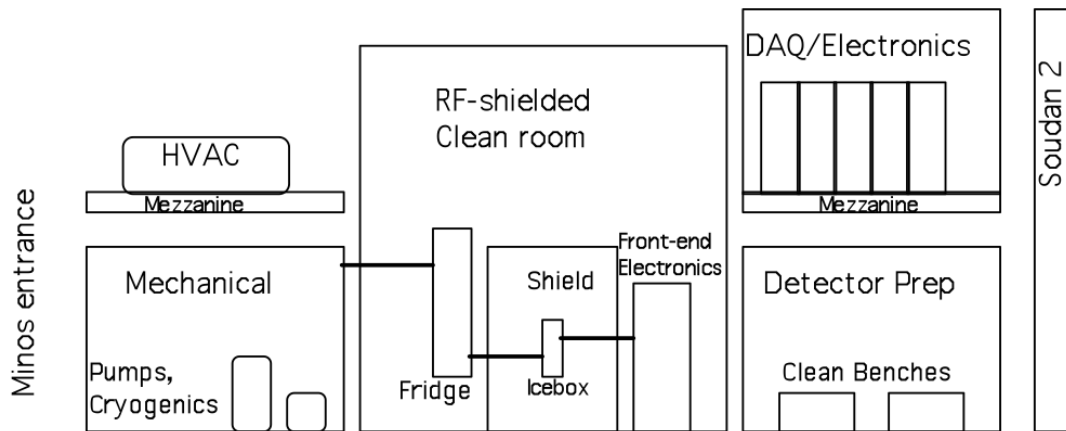 Minos entrance
HVAC
Mezzanine
Mechanical
Pumps,
Cryogenics
RF-shielded
Clean room
Fridge
Shield
Icebox
Front-end
Electronics
DAQ/Electronics
Mezzanine
Detector Prep
Clean Benches
Soudan 2